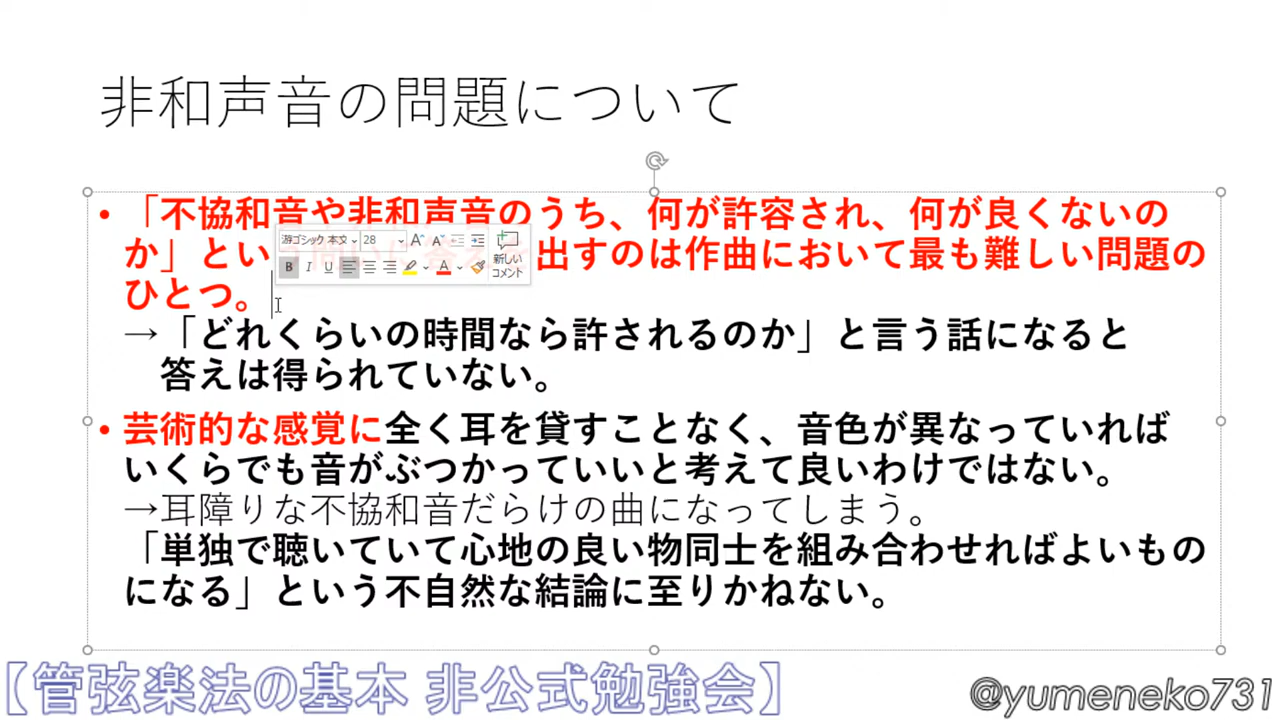 非和声音の問題について
• 「不協和音や非和声音のうち、何が許容され、何が良くないの
か」とい
出すのは作曲において最も難しい問題の
ひとつ。
游ゴシック 本文 28
B I U A
新しい
コメント
→「どれくらいの時間なら許されるのか」と言う話になると
答えは得られていない。
• 芸術的な感覚に全く耳を貸すことなく、音色が異なっていれば
いくらでも音がぶつかっていいと考えて良いわけではない。
→耳障りな不協和音だらけの曲になってしまう。
「単独で聴いていて心地の良い物同士を組み合わせればよいもの
になる」という不自然な結論に至りかねない。
【管弦楽法の基本 非公式勉強会】
@yumeneko731